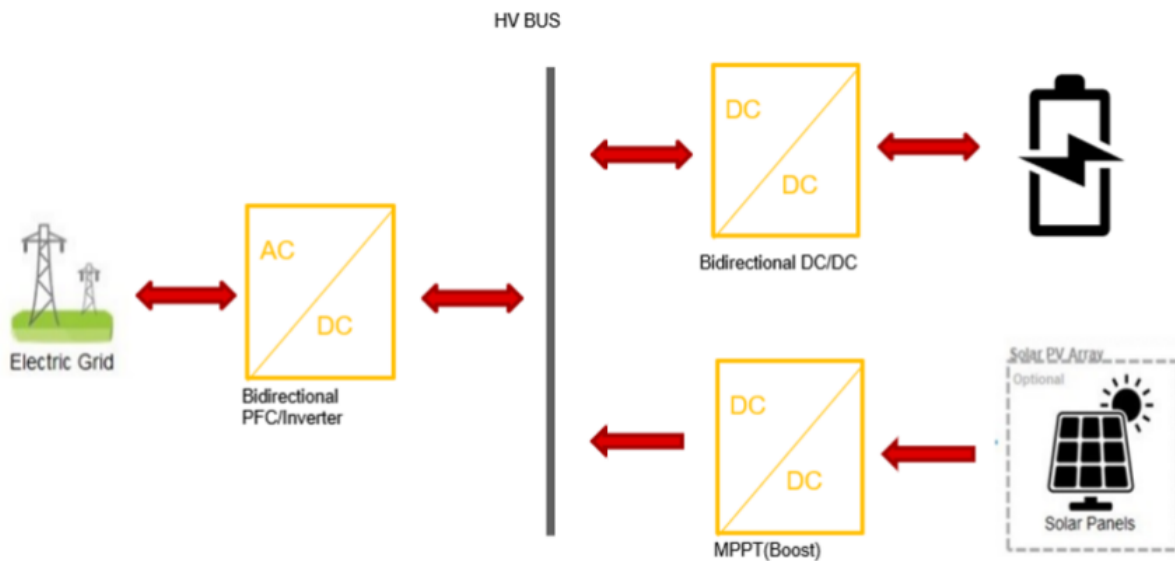 HV BUS
DC
DC
Bidirectional DC/DC
AC
DC
Electric Grid
Bidirectional
PFC/Inverter
Solar PV Array
Optional
DC
DC
Solar Panels
MPPT(Boost)